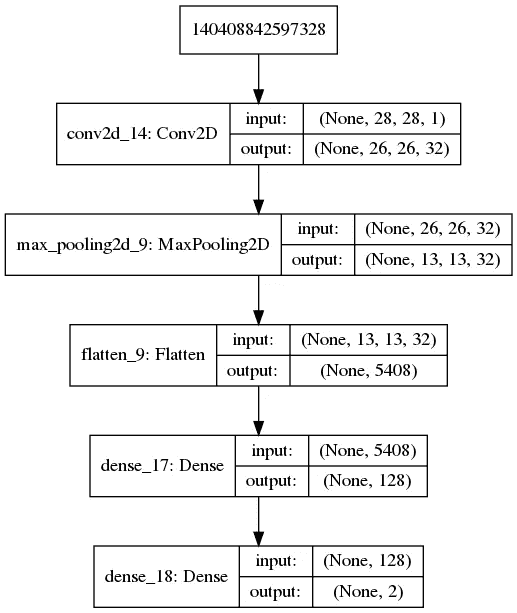 140408842597328
conv2d_14: Conv2D
input: (None, 28, 28, 1)
output: (None, 26, 26, 32)
max_pooling2d_9: MaxPooling2D
input: (None, 26, 26, 32)
output: (None, 13, 13, 32)
flatten_9: Flatten
input: (None, 13, 13, 32)
output: (None, 5408)
dense_17: Dense
input: (None, 5408)
output: (None, 128)
dense_18: Dense
input: (None, 128)
output: (None, 2)